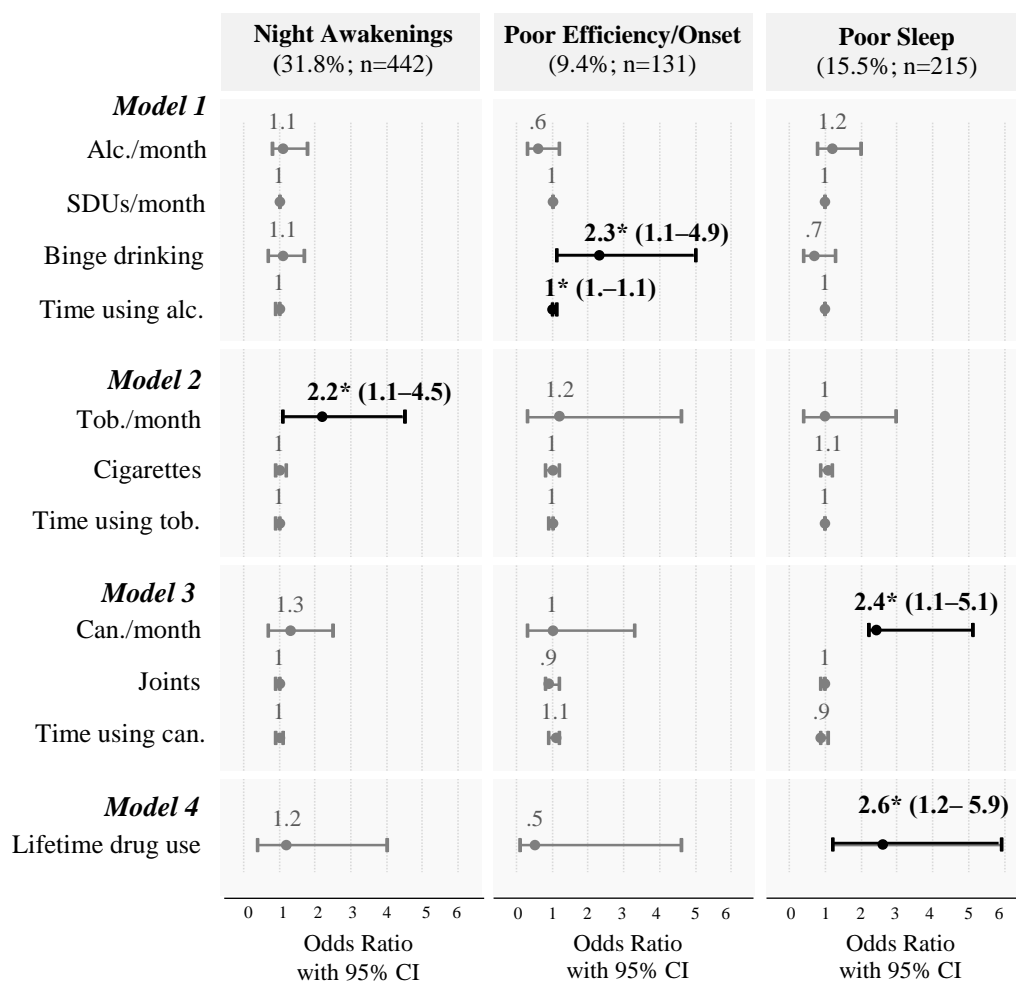 Night Awakenings
(31.8%; n=442)
Poor Efficiency/Onset
(9.4%; n=131)
Poor Sleep
(15.5%; n=215)
Model 1
Alc./month
1.1
.6
1.2
SDUs/month
1
1
1
Binge drinking
1.1
2.3* (1.1–4.9)
.7
Time using alc.
1
1* (1.–1.1)
1
Model 2
Tob./month
2.2* (1.1–4.5)
1.2
1
Cigarettes
1
1
1.1
Time using tob.
1
1
1
Model 3
Can./month
1.3
1
2.4* (1.1–5.1)
Joints
1
.9
1
Time using can.
1
1.1
.9
Model 4
Lifetime drug use
1.2
.5
2.6* (1.2– 5.9)
0 1 2 3 4 5 6
0 1 2 3 4 5 6
0 1 2 3 4 5 6
Odds Ratio
with 95% CI
Odds Ratio
with 95% CI
Odds Ratio
with 95% CI